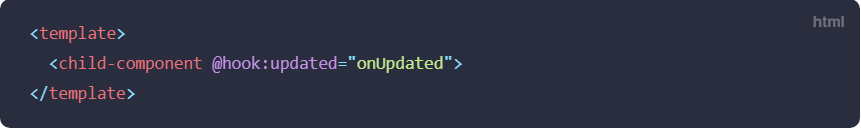 html
<template>
  <child-component @hook:updated="onUpdated">
</template>